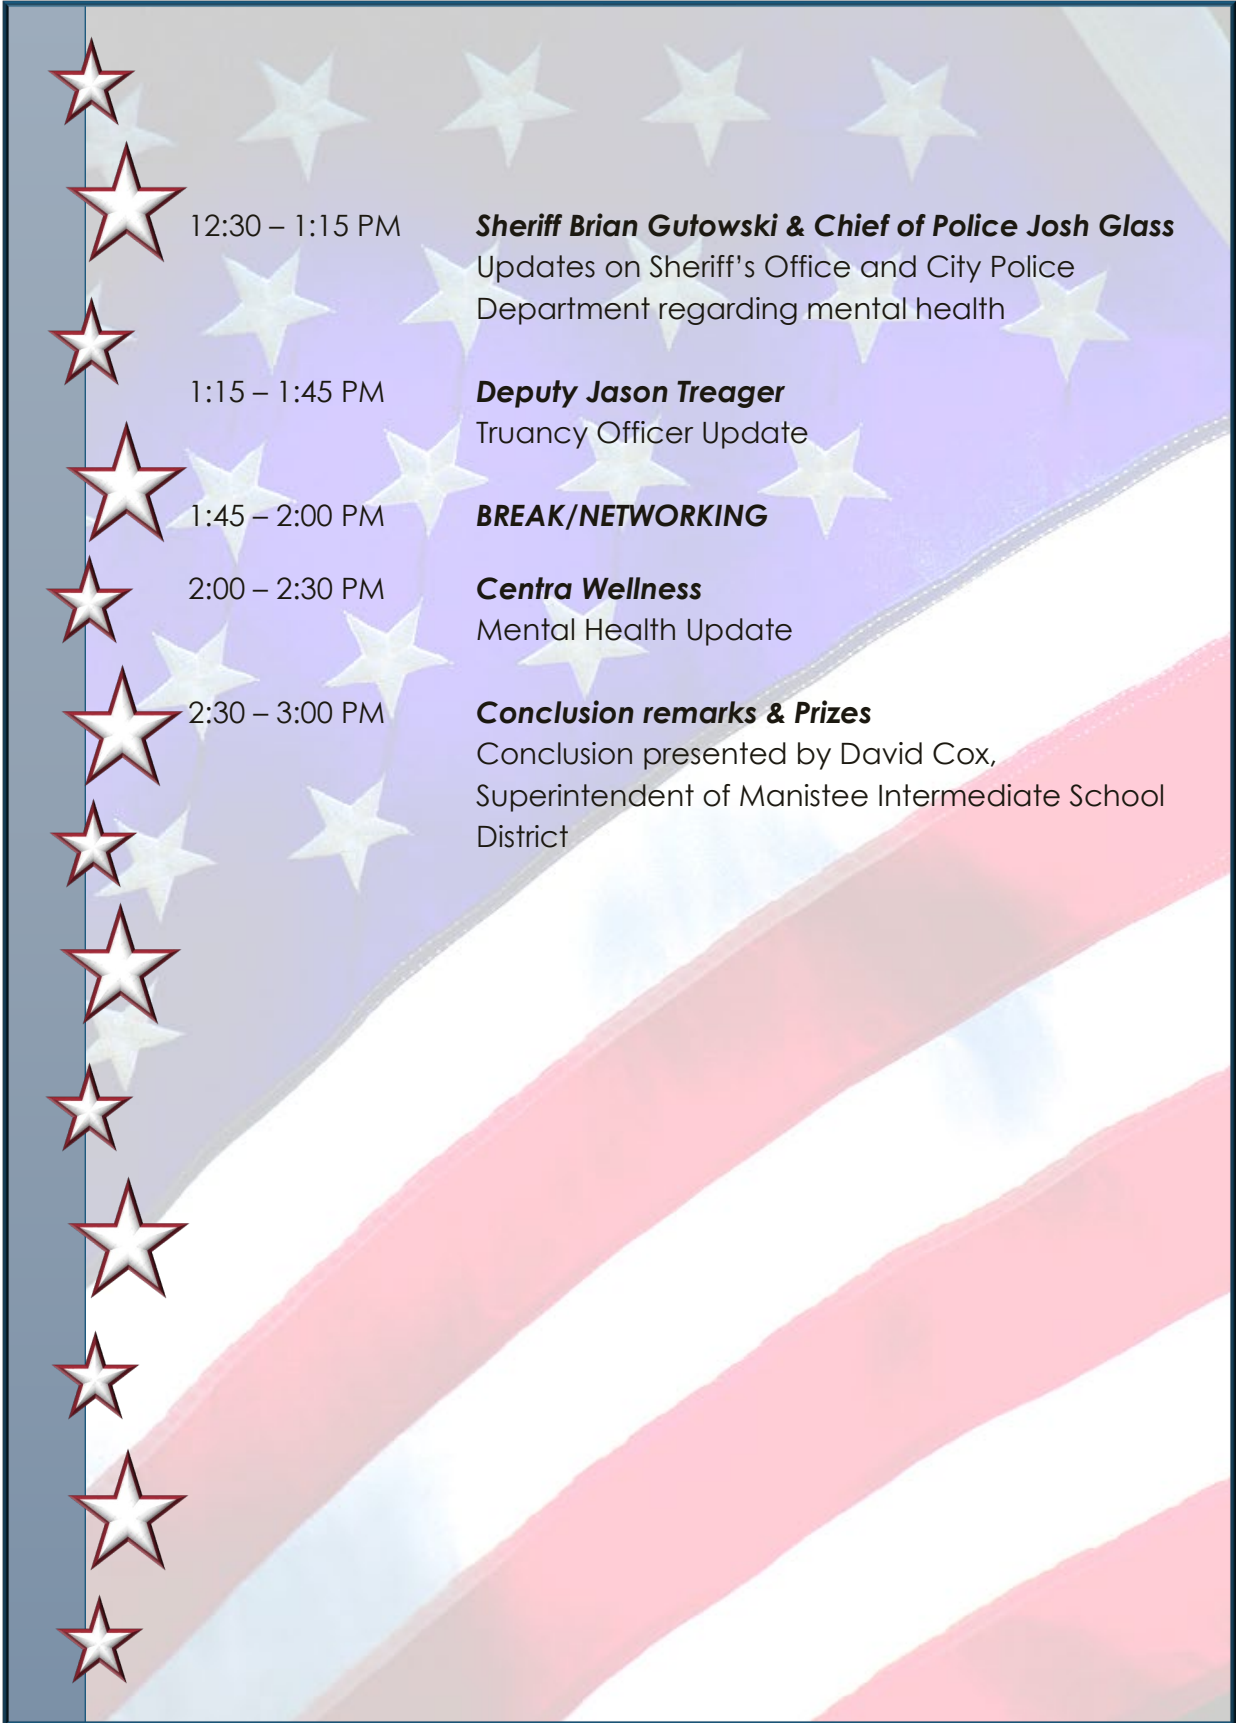 12:30 – 1:15 PM Sheriff Brian Gutowski & Chief of Police Josh Glass
Updates on Sheriff’s Office and City Police
Department regarding mental health
1:15 – 1:45 PM Deputy Jason Treager
Truancy Officer Update
1:45 – 2:00 PM BREAK/NETWORKING
2:00 – 2:30 PM Centra Wellness
Mental Health Update
2:30 – 3:00 PM Conclusion remarks & Prizes
Conclusion presented by David Cox,
Superintendent of Manistee Intermediate School
District